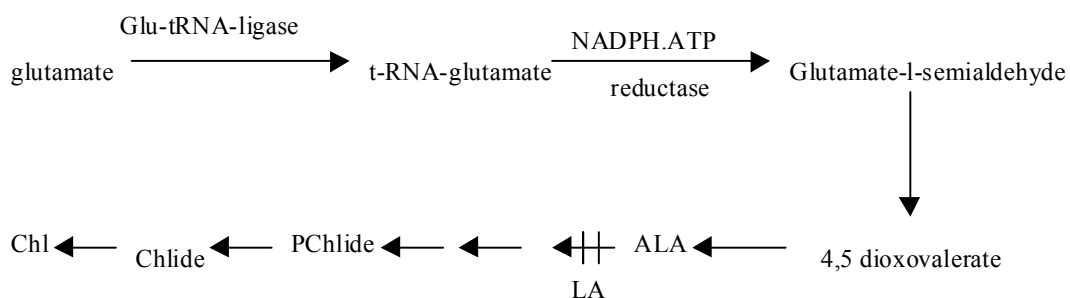 Glu-tRNA-ligase
NADPH.ATP
glutamate
t-RNA-glutamate
reductase
Glutamate-l-semialdehyde
Chl
Chlide
PChlide
ALA
4,5 dioxovalerate
LA